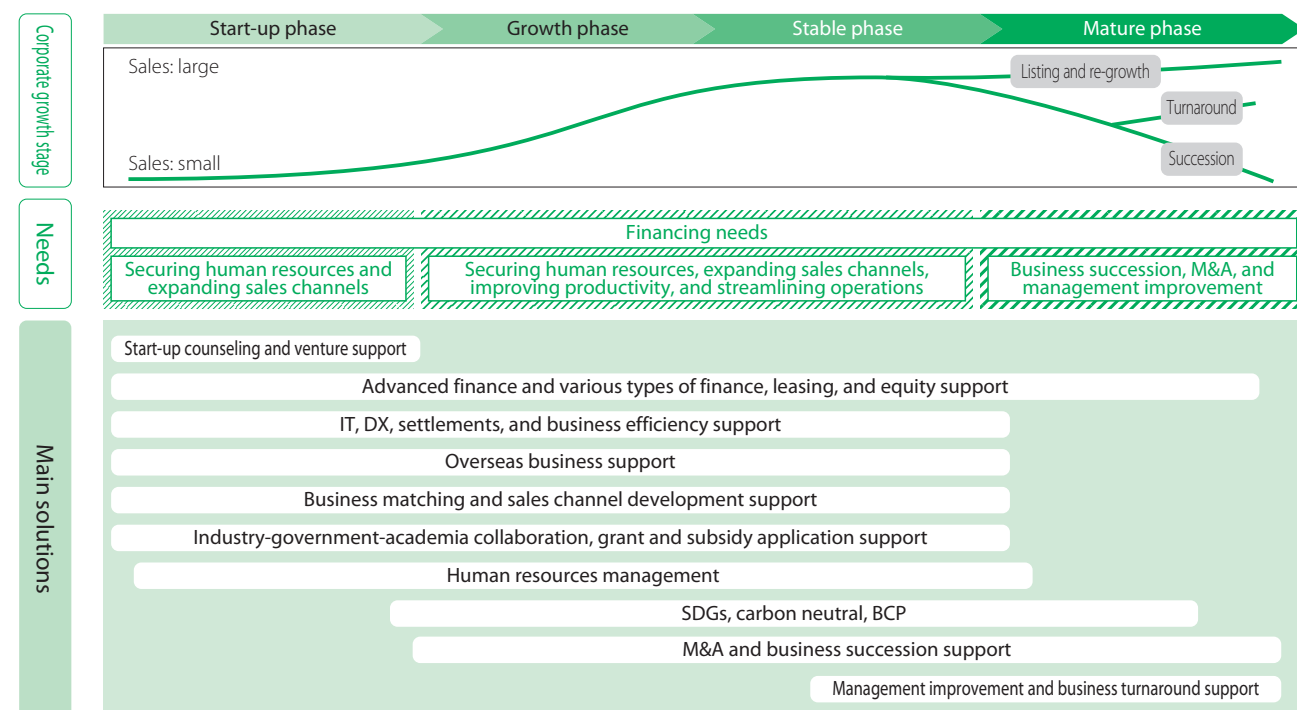 Corporate growth stage
Start-up phase
Growth phase
Stable phase
Mature phase
Sales: large
Sales: small
Listing and re-growth
Turnaround
Succession
Needs
Financing needs
Securing human resources and
expanding sales channels
Securing human resources, expanding sales channels,
improving productivity, and streamlining operations
Business succession, M&A, and
management improvement
Main solutions
Start-up counseling and venture support
Advanced finance and various types of finance, leasing, and equity support
IT, DX, settlements, and business efficiency support
Overseas business support
Business matching and sales channel development support
Industry-government-academia collaboration, grant and subsidy application support
Human resources management
SDGs, carbon neutral, BCP
M&A and business succession support
Management improvement and business turnaround support